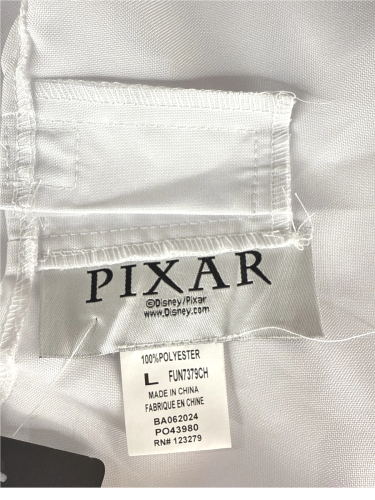 PIXAR
©Disney/Pixar
www.Disney.com
100%POLYESTER
L FUN7379CH
MADE IN CHINA
FABRIQUE EN CHINE
BA062024
PO43980
RN# 123279